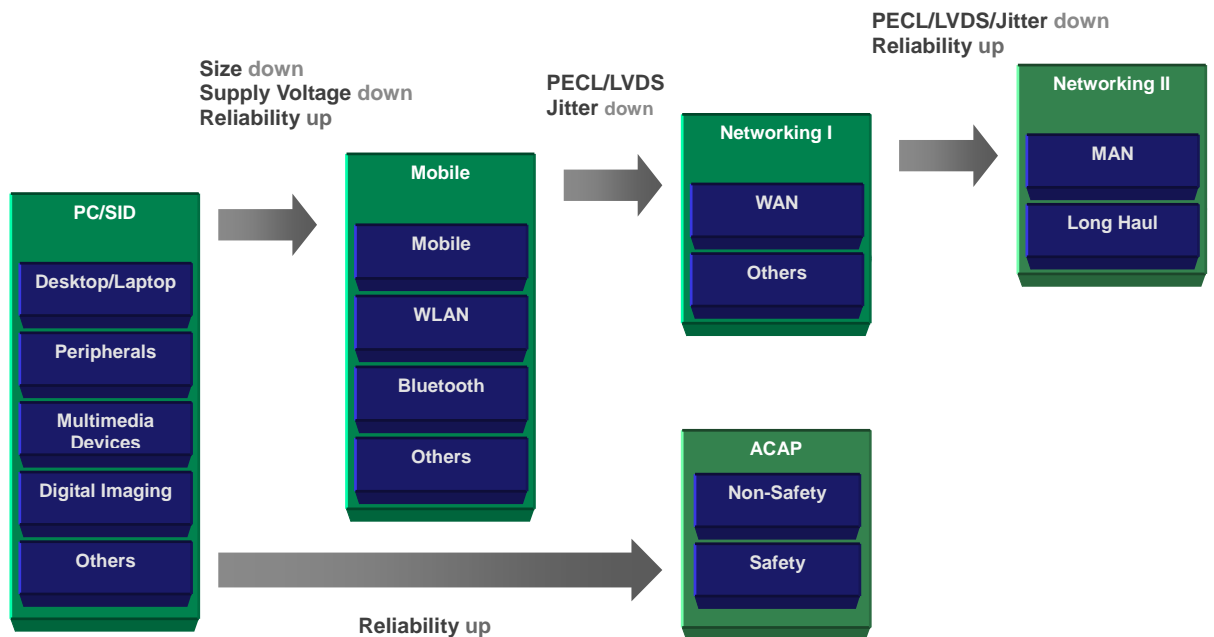 PC/SID
Desktop/Laptop
Peripherals
Multimedia
Devices
Digital Imaging
Others
Size down
Supply Voltage down
Reliability up
Mobile
Mobile
WLAN
Bluetooth
Others
PECL/LVDS
Jitter down
Networking I
WAN
Others
PECL/LVDS/Jitter down
Reliability up
Networking II
MAN
Long Haul
Reliability up
ACAP
Non-Safety
Safety